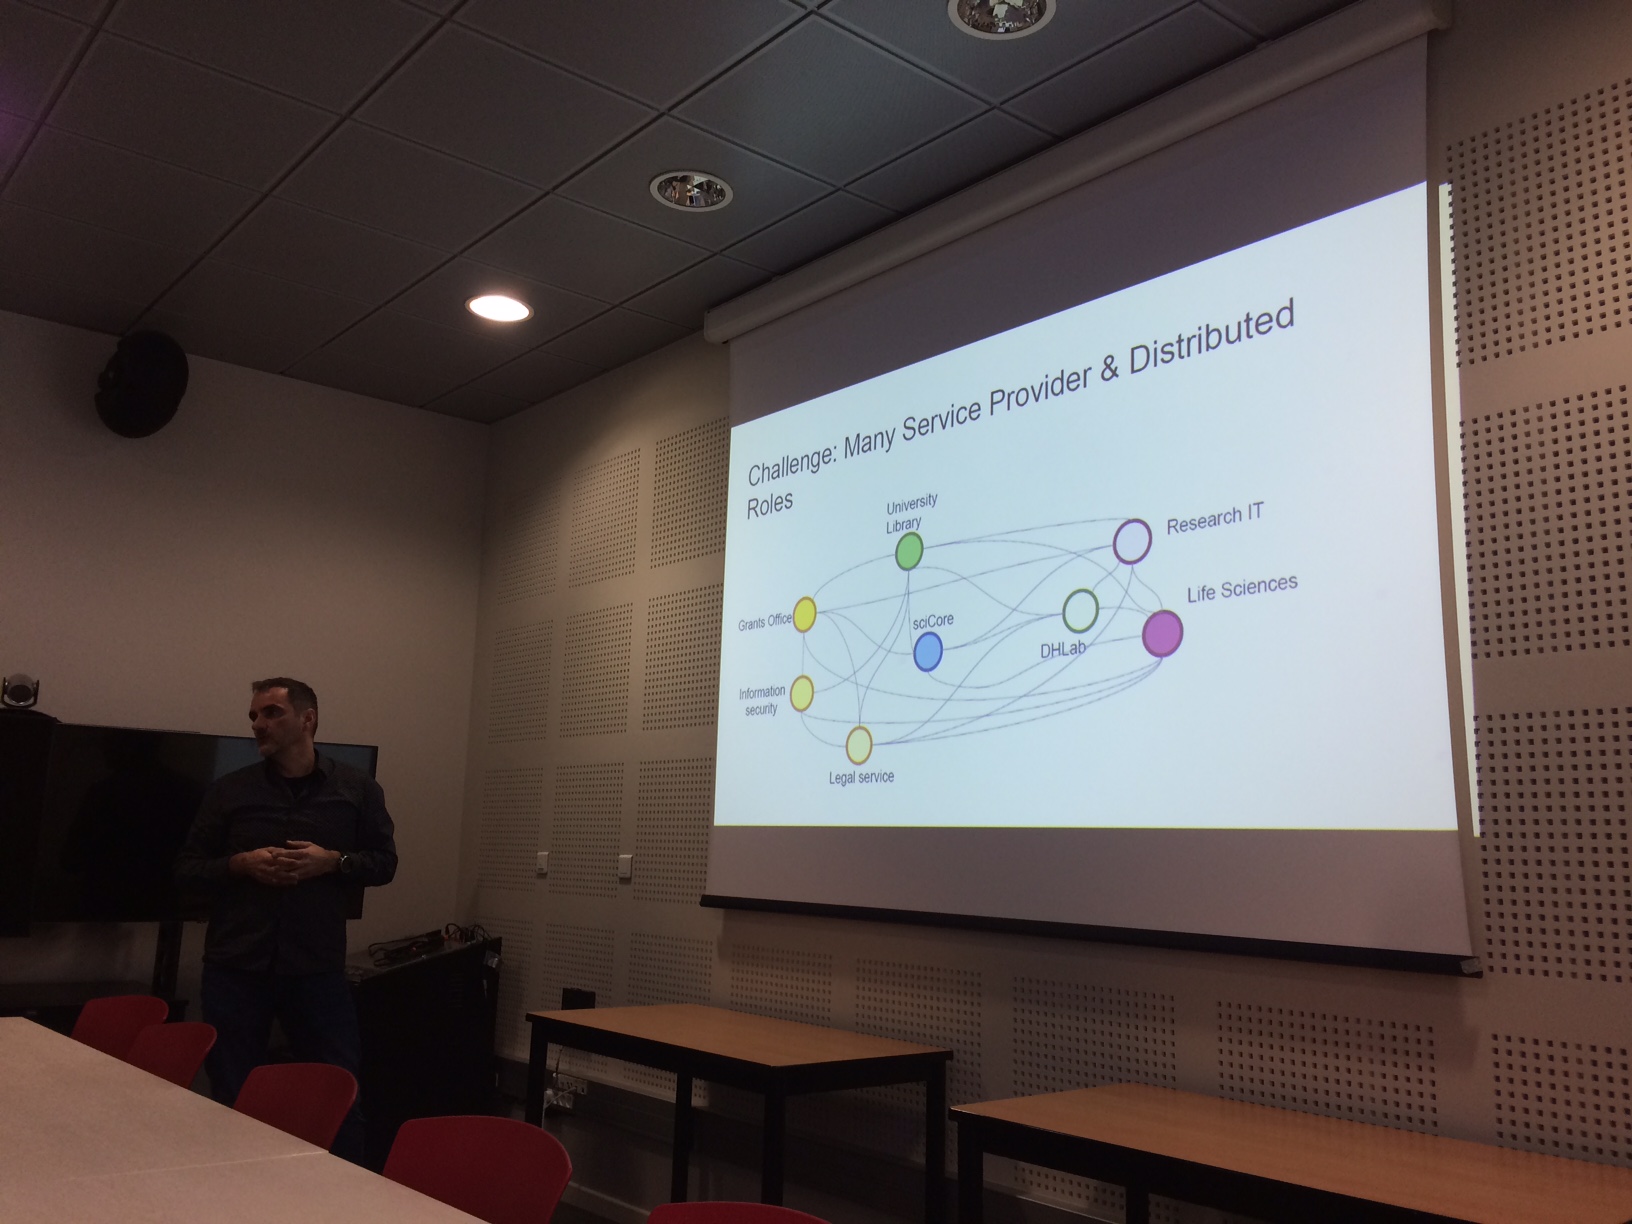 Challenge: Many Service Provider & Distributed
Roles
University
Library
Research IT
Life Sciences
Grants Office
sciCore
DHLab
Information
security
Legal service